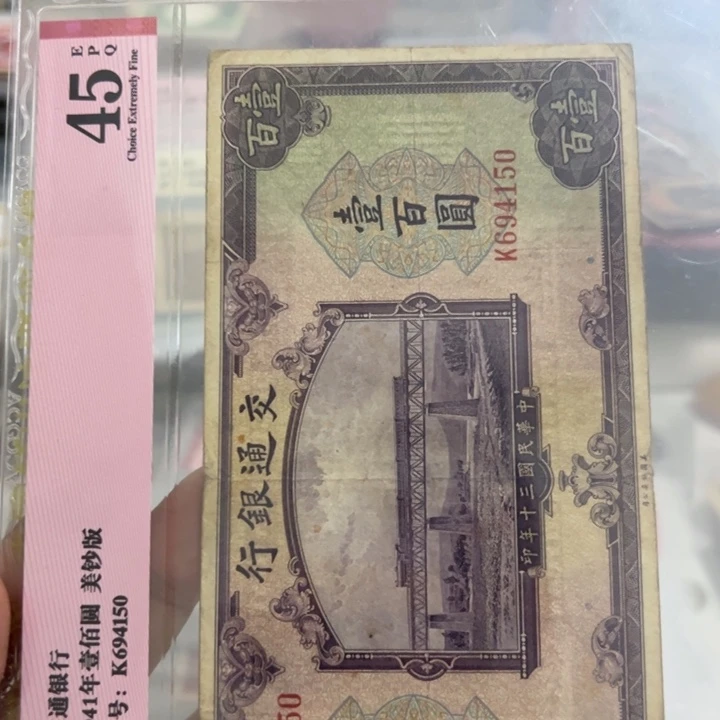 45
EPQ
Choice Extremely Fine
通银行
41年壹佰圆 美钞版
号: K694150
壹百
壹百
壹百圓
K694150
交通銀行
中華民國三十年印
50